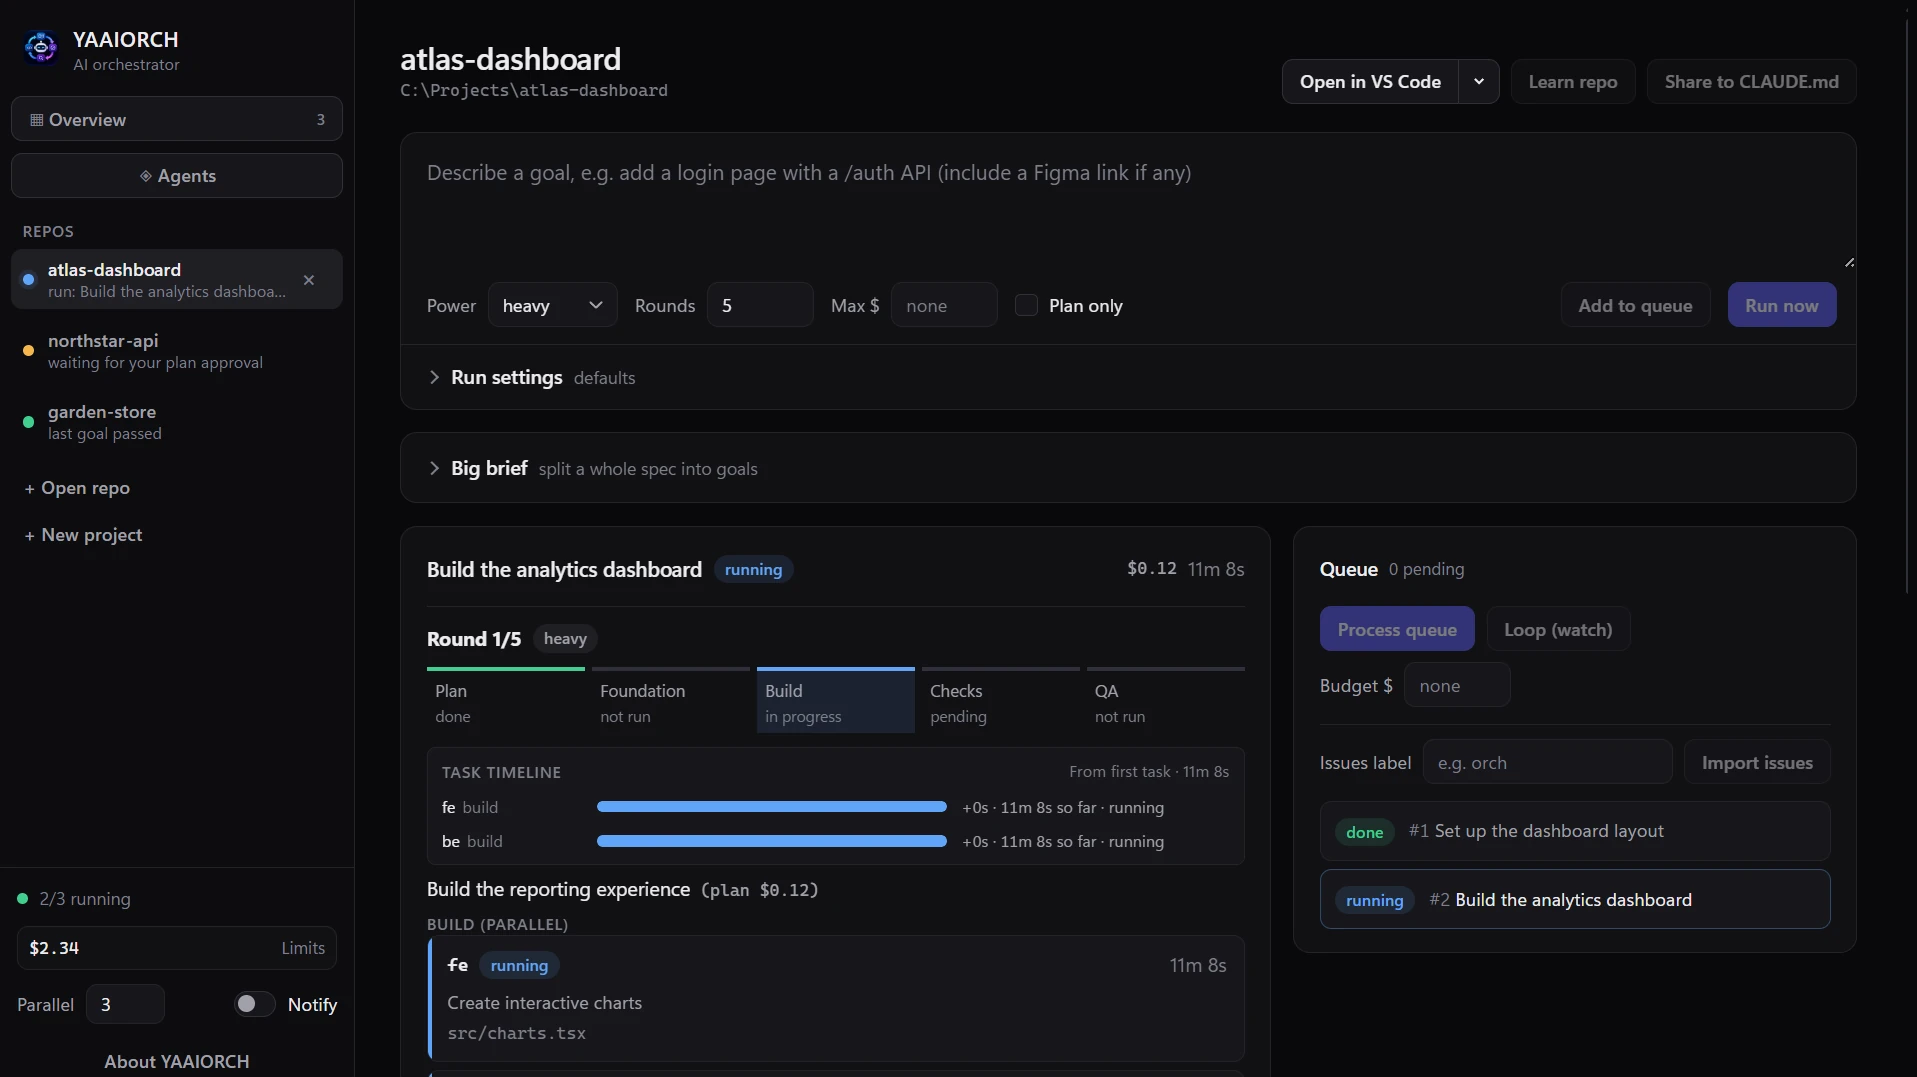 YAAIORCH
AI orchestrator
Overview 3
Agents
REPOS
atlas-dashboard
run: Build the analytics dashboa...
northstar-api
waiting for your plan approval
garden-store
last goal passed
+ Open repo
+ New project
2/3 running
$2.34 Limits
Parallel 3 Notify
About YAAIORCH
atlas-dashboard
C:\Projects\atlas-dashboard
Open in VS Code Learn repo Share to CLAUDE.md
Describe a goal, e.g. add a login page with a /auth API (include a Figma link if any)
Power heavy Rounds 5 Max $ none Plan only Add to queue Run now
Run settings defaults
Big brief split a whole spec into goals
Build the analytics dashboard running $0.12 11m 8s
Round 1/5 heavy
Plan Foundation Build Checks QA
done not run in progress pending not run
TASK TIMELINE From first task · 11m 8s
fe build +0s · 11m 8s so far · running
be build +0s · 11m 8s so far · running
Build the reporting experience (plan $0.12)
BUILD (PARALLEL)
fe running 11m 8s
Create interactive charts
src/charts.tsx
Queue 0 pending
Process queue Loop (watch)
Budget $ none
Issues label e.g. orch Import issues
done #1 Set up the dashboard layout
running #2 Build the analytics dashboard